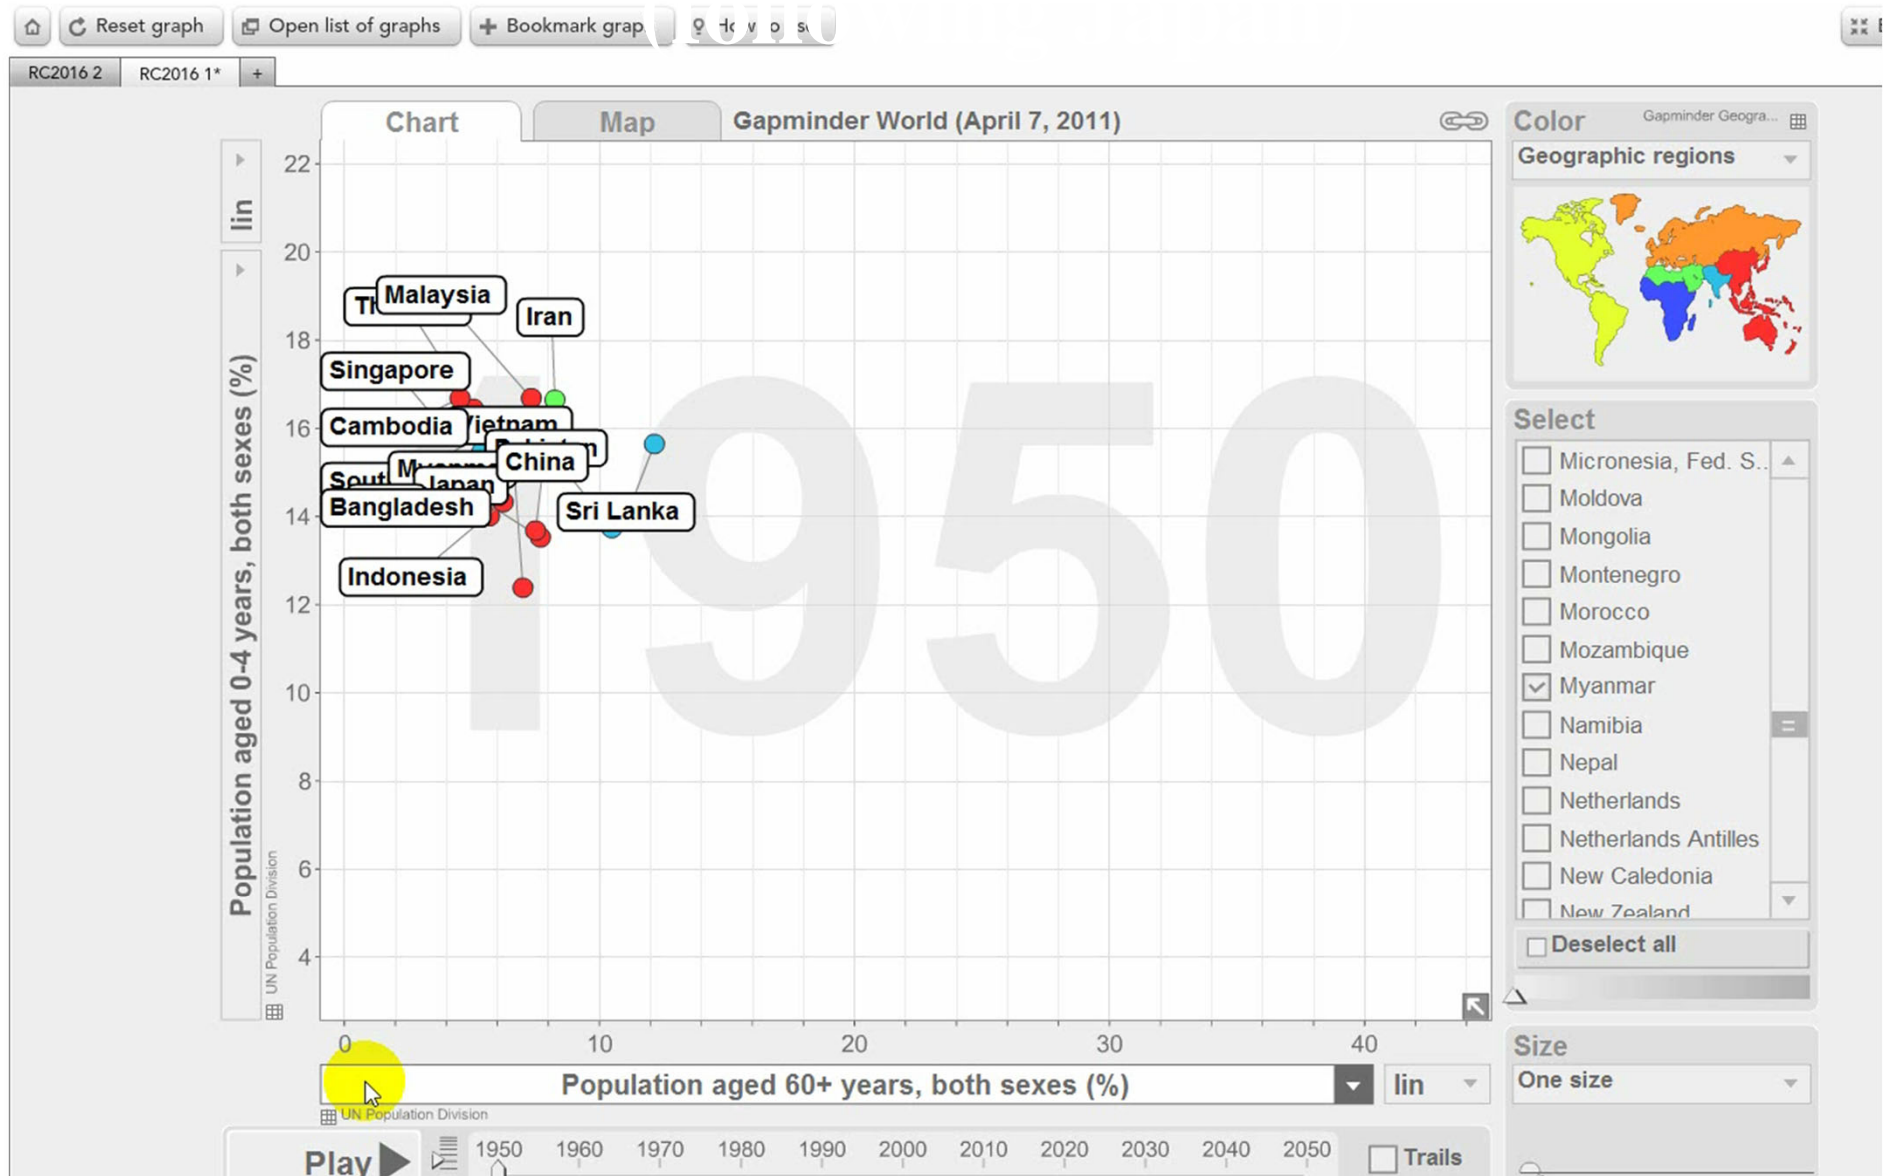 Reset graph
Open list of graphs
Bookmark grap
RC2016 2
RC2016 1*
+
Chart
Map
Gapminder World (April 7, 2011)
Color
Gapminder Geogra...
Geographic regions
lin
Population aged 0-4 years, both sexes (%)
UN Population Division
22
20
18
16
14
12
10
8
6
4
1950
Malaysia
Iran
Singapore
Cambodia
Vietnam
China
Japan
Bangladesh
Sri Lanka
Indonesia
Select
Micronesia, Fed. S..
Moldova
Mongolia
Montenegro
Morocco
Mozambique
Myanmar
Namibia
Nepal
Netherlands
Netherlands Antilles
New Caledonia
New Zealand
Deselect all
0 10 20 30 40
Population aged 60+ years, both sexes (%)
lin
UN Population Division
Size
One size
Play
1950 1960 1970 1980 1990 2000 2010 2020 2030 2040 2050
Trails